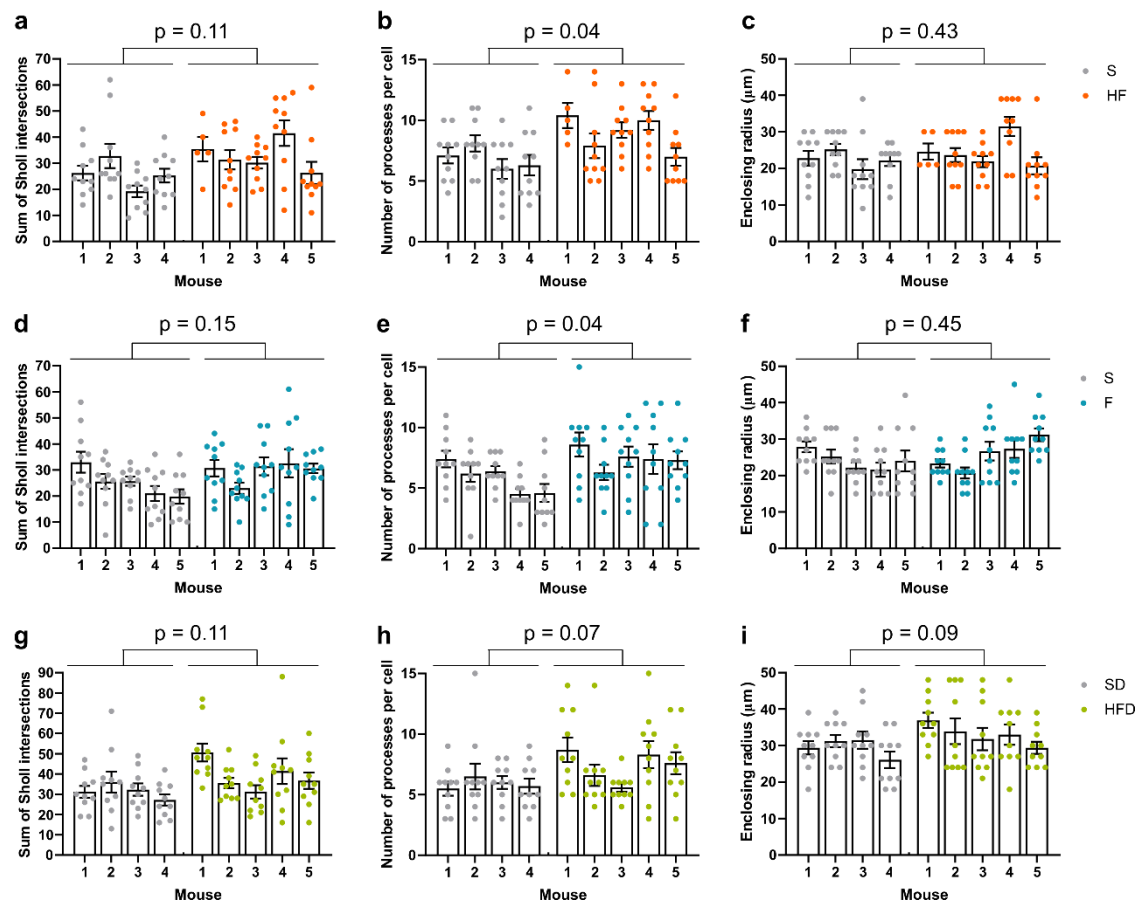 a
p = 0.11
Sum of Sholl intersections
70
60
50
40
30
20
10
0
1 2 3 4 1 2 3 4 5
Mouse
b
p = 0.04
Number of processes per cell
15
10
5
0
1 2 3 4 1 2 3 4 5
Mouse
c
p = 0.43
Enclosing radius (μm)
50
40
30
20
10
0
1 2 3 4 1 2 3 4 5
Mouse
S
HF
d
p = 0.15
Sum of Sholl intersections
70
60
50
40
30
20
10
0
1 2 3 4 5 1 2 3 4 5
Mouse
e
p = 0.04
Number of processes per cell
15
10
5
0
1 2 3 4 5 1 2 3 4 5
Mouse
f
p = 0.45
Enclosing radius (μm)
50
40
30
20
10
0
1 2 3 4 5 1 2 3 4 5
Mouse
S
F
g
p = 0.11
Sum of Sholl intersections
90
80
70
60
50
40
30
20
10
0
1 2 3 4 1 2 3 4 5
Mouse
h
p = 0.07
Number of processes per cell
15
10
5
0
1 2 3 4 1 2 3 4 5
Mouse
i
p = 0.09
Enclosing radius (μm)
50
40
30
20
10
0
1 2 3 4 1 2 3 4 5
Mouse
SD
HFD